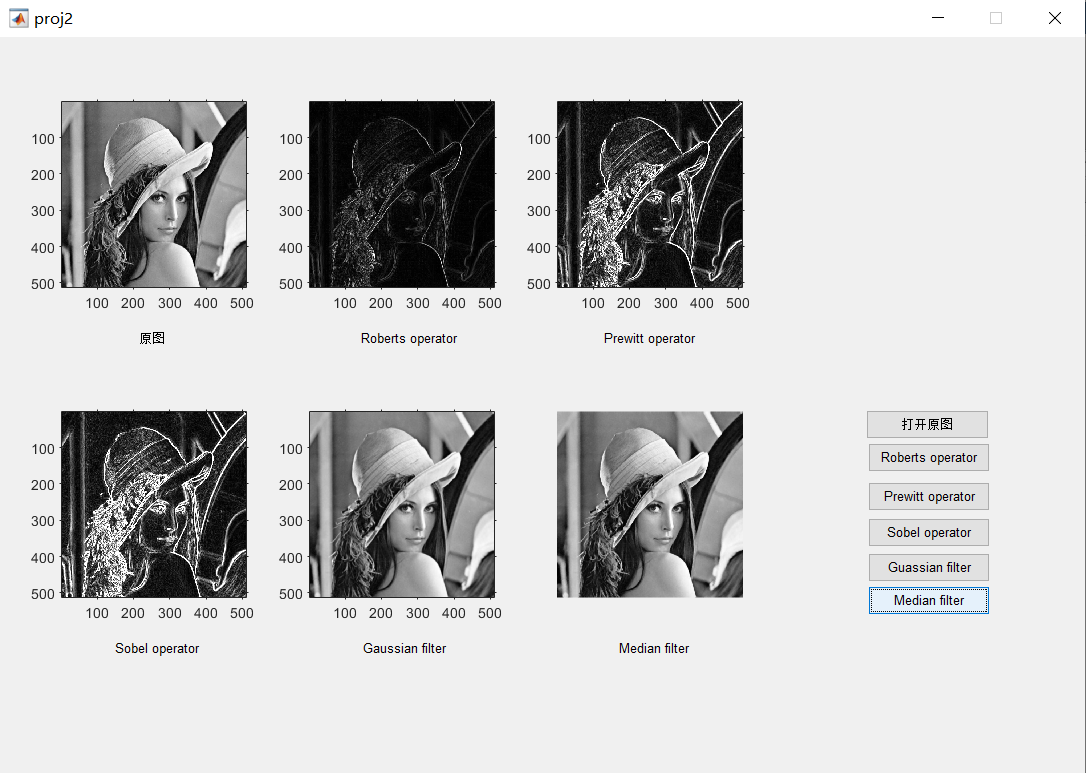 proj2
100
200
300
400
500
100 200 300 400 500
原图
100
200
300
400
500
100 200 300 400 500
Roberts operator
100
200
300
400
500
100 200 300 400 500
Prewitt operator
100
200
300
400
500
100 200 300 400 500
Sobel operator
100
200
300
400
500
100 200 300 400 500
Gaussian filter
Median filter
打开原图
Roberts operator
Prewitt operator
Sobel operator
Guassian filter
Median filter